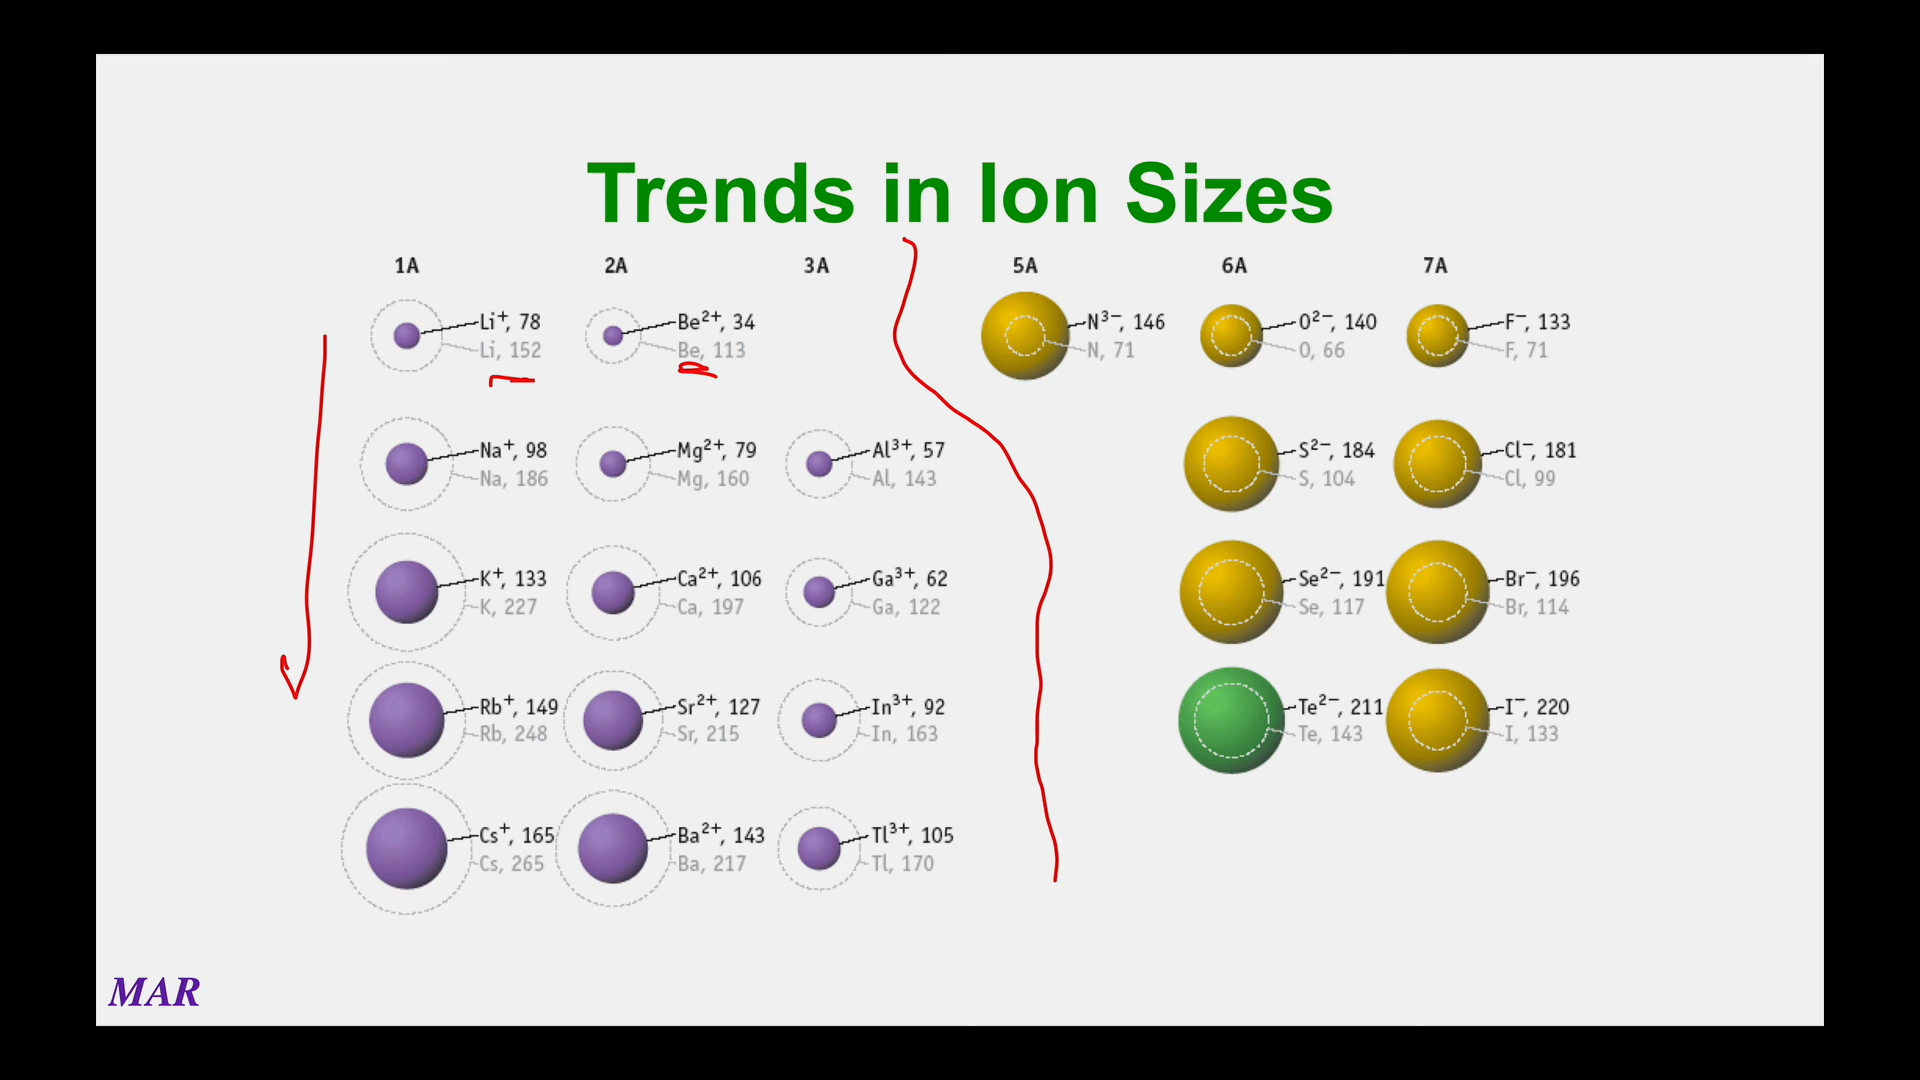 Trends in Ion Sizes
1A 2A 3A 5A 6A 7A
Li⁺, 78 Be²⁺, 34 N³⁻, 146 O²⁻, 140 F⁻, 133
Li, 152 Be, 113 N, 71 O, 66 F, 71
Na⁺, 98 Mg²⁺, 79 Al³⁺, 57 S²⁻, 184 Cl⁻, 181
Na, 186 Mg, 160 Al, 143 S, 104 Cl, 99
K⁺, 133 Ca²⁺, 106 Ga³⁺, 62 Se²⁻, 191 Br⁻, 196
K, 227 Ca, 197 Ga, 122 Se, 117 Br, 114
Rb⁺, 149 Sr²⁺, 127 In³⁺, 92 Te²⁻, 211 I⁻, 220
Rb, 248 Sr, 215 In, 163 Te, 143 I, 133
Cs⁺, 165 Ba²⁺, 143 Tl³⁺, 105
Cs, 265 Ba, 217 Tl, 170
MAR